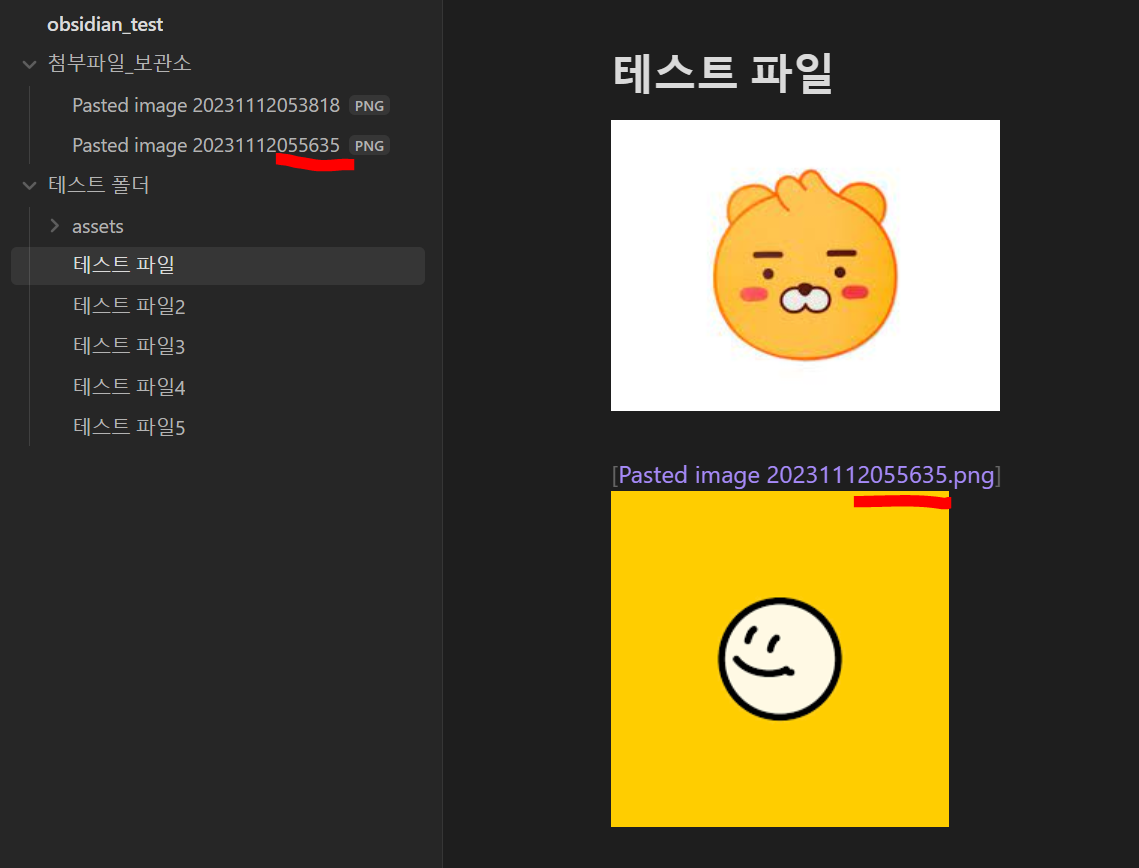 obsidian_test
첨부파일_보관소
Pasted image 20231112053818 PNG
Pasted image 20231112055635 PNG
테스트 폴더
assets
테스트 파일
테스트 파일2
테스트 파일3
테스트 파일4
테스트 파일5
테스트 파일
[Pasted image 20231112055635.png]